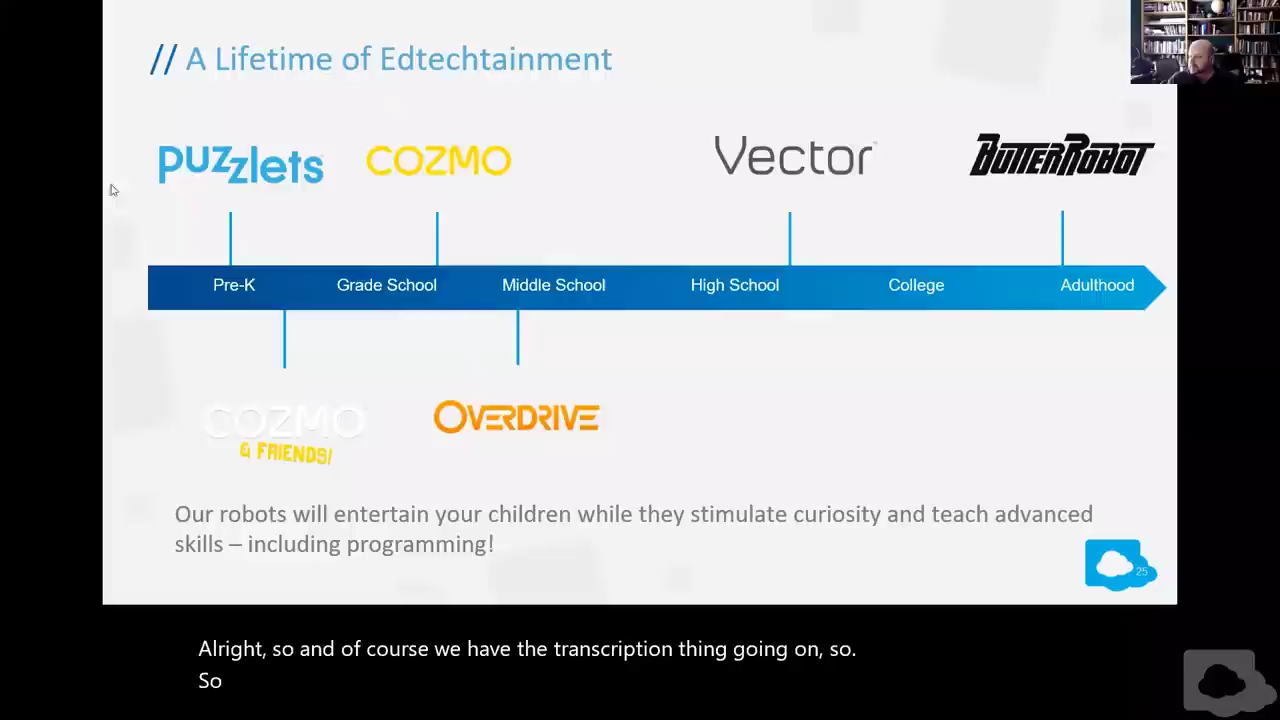 // A Lifetime of Edtechtainment
puzzlets COZMO Vector BUTTERROBOT
Pre-K Grade School Middle School High School College Adulthood
COZMO
& FRIENDS!
OVERDRIVE
Our robots will entertain your children while they stimulate curiosity and teach advanced
skills – including programming!
25
Alright, so and of course we have the transcription thing going on, so.
So